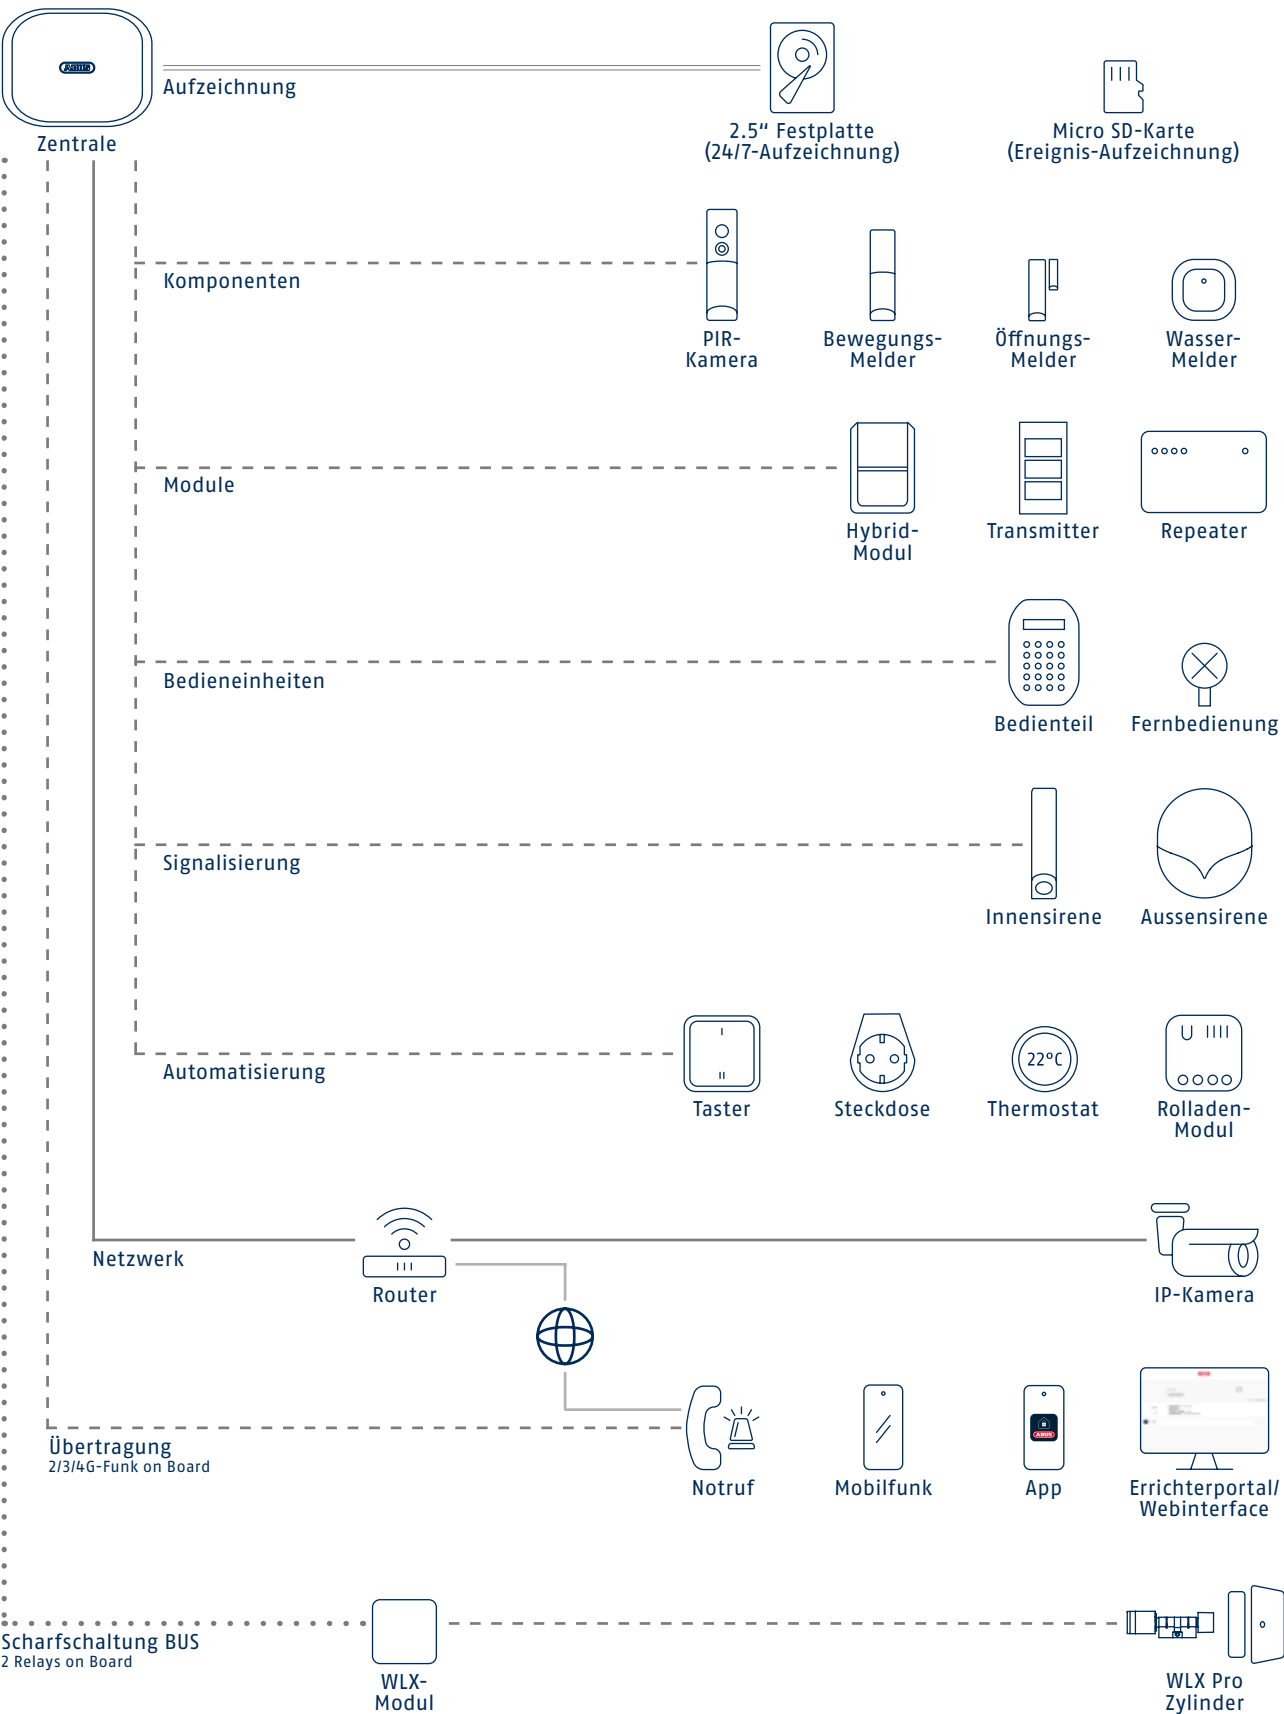 ABUS
Aufzeichnung
Zentrale
2.5“ Festplatte
(24/7-Aufzeichnung)
Micro SD-Karte
(Ereignis-Aufzeichnung)
Komponenten
PIR-
Kamera
Bewegungs-
Melder
Öffnungs-
Melder
Wasser-
Melder
Module
Hybrid-
Modul
Transmitter
Repeater
Bedieneinheiten
Bedienteil
Fernbedienung
Signalisierung
Innensirene
Aussensirene
22°C
Automatisierung
Taster
Steckdose
Thermostat
Rolladen-
Modul
Netzwerk
Router
IP-Kamera
ABUS
Übertragung
2/3/4G-Funk on Board
Notruf
Mobilfunk
App
Errichterportal/
Webinterface
Scharfschaltung BUS
2 Relays on Board
WLX-
Modul
WLX Pro
Zylinder